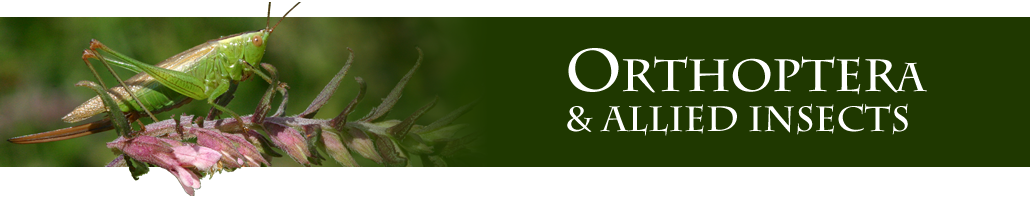 ORTHOPTERA
& ALLIED INSECTS